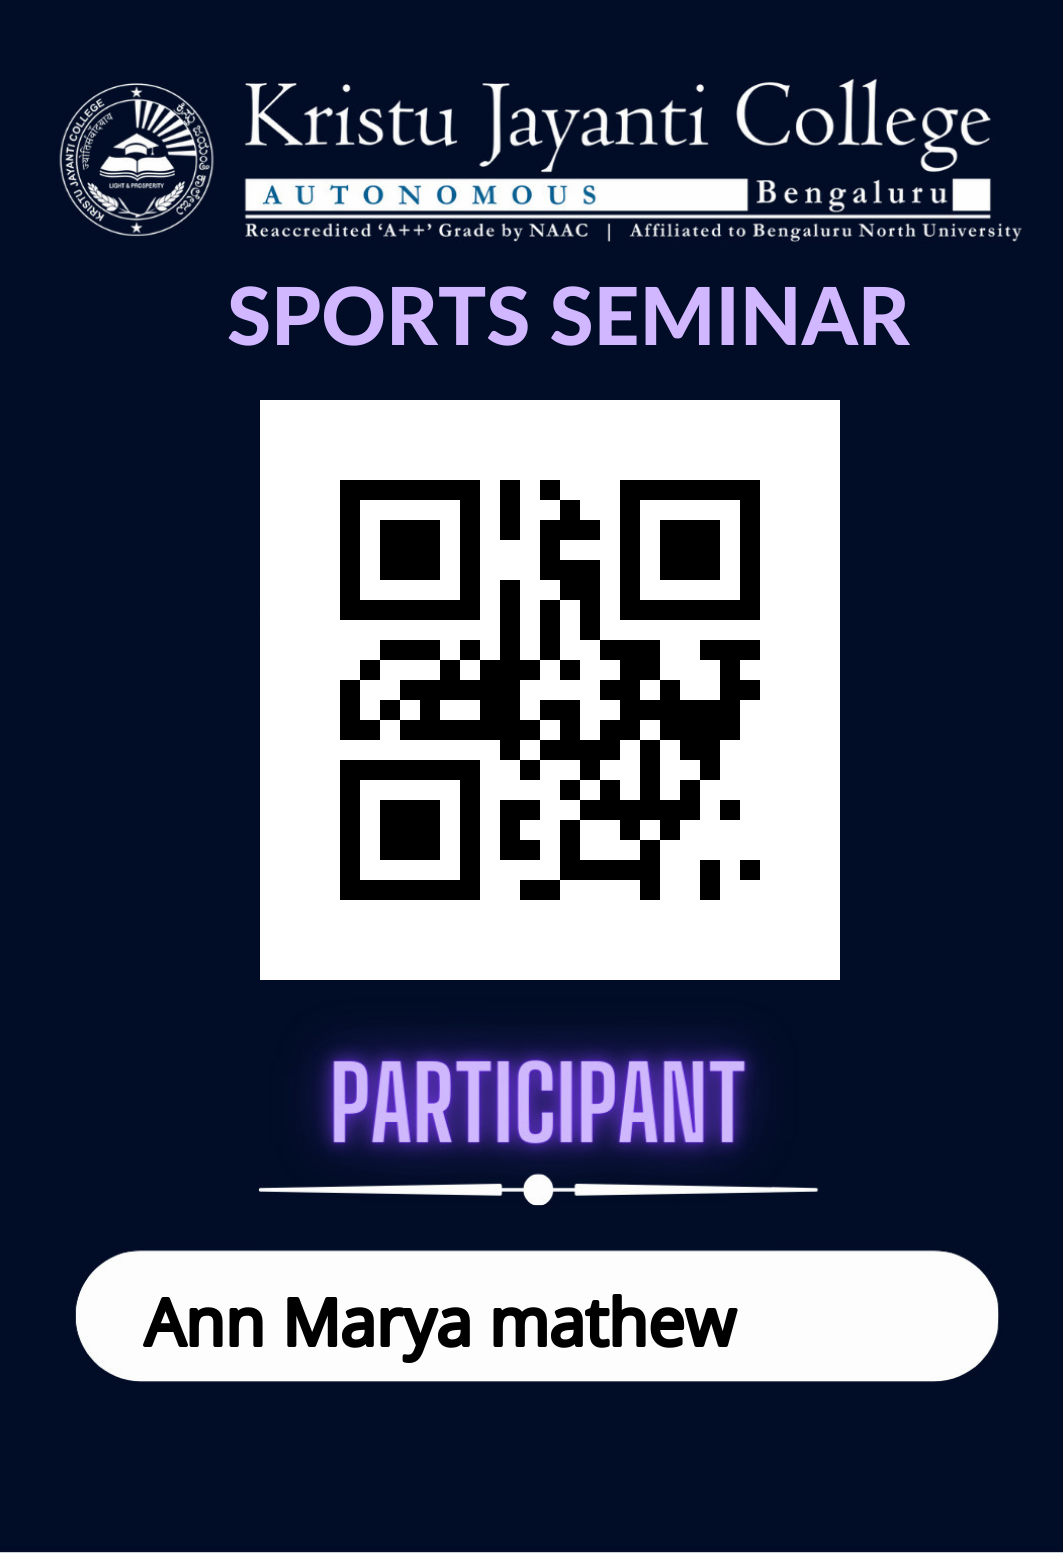 KRISTU JAYANTI COLLEGE
ज्योतिसंवादवाच
LIGHT & PROSPERITY
Kristu Jayanti College
AUTONOMOUS Bengaluru
Reaccredited ‘A++’ Grade by NAAC | Affiliated to Bengaluru North University
SPORTS SEMINAR
PARTICIPANT
Ann Marya mathew